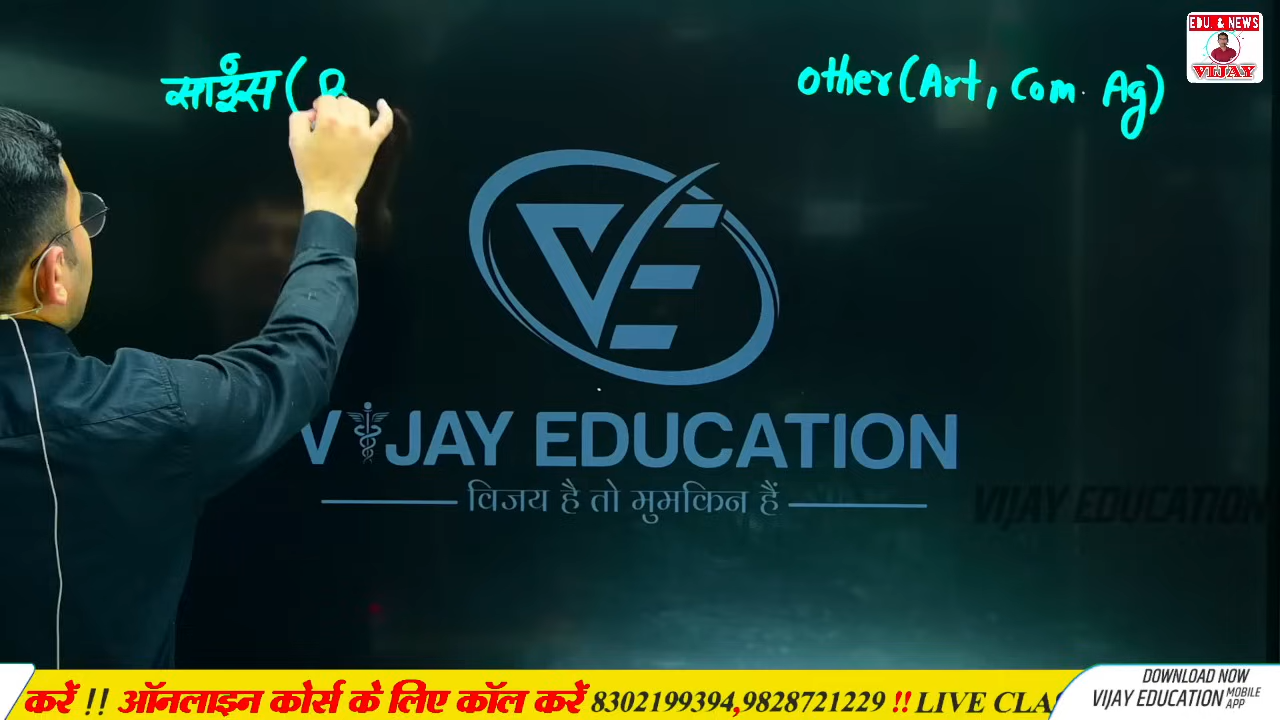 EDU. & NEWS
VIJAY
साइंस (
other (Art, Com. Ag)
VE
VIJAY EDUCATION
विजय है तो मुमकिन हैं
VIJAY EDUCATION
करें !! ऑनलाइन कोर्स के लिए कॉल करें 8302199394,9828721229 !! LIVE CLA
DOWNLOAD NOW
VIJAY EDUCATION MOBILE APP